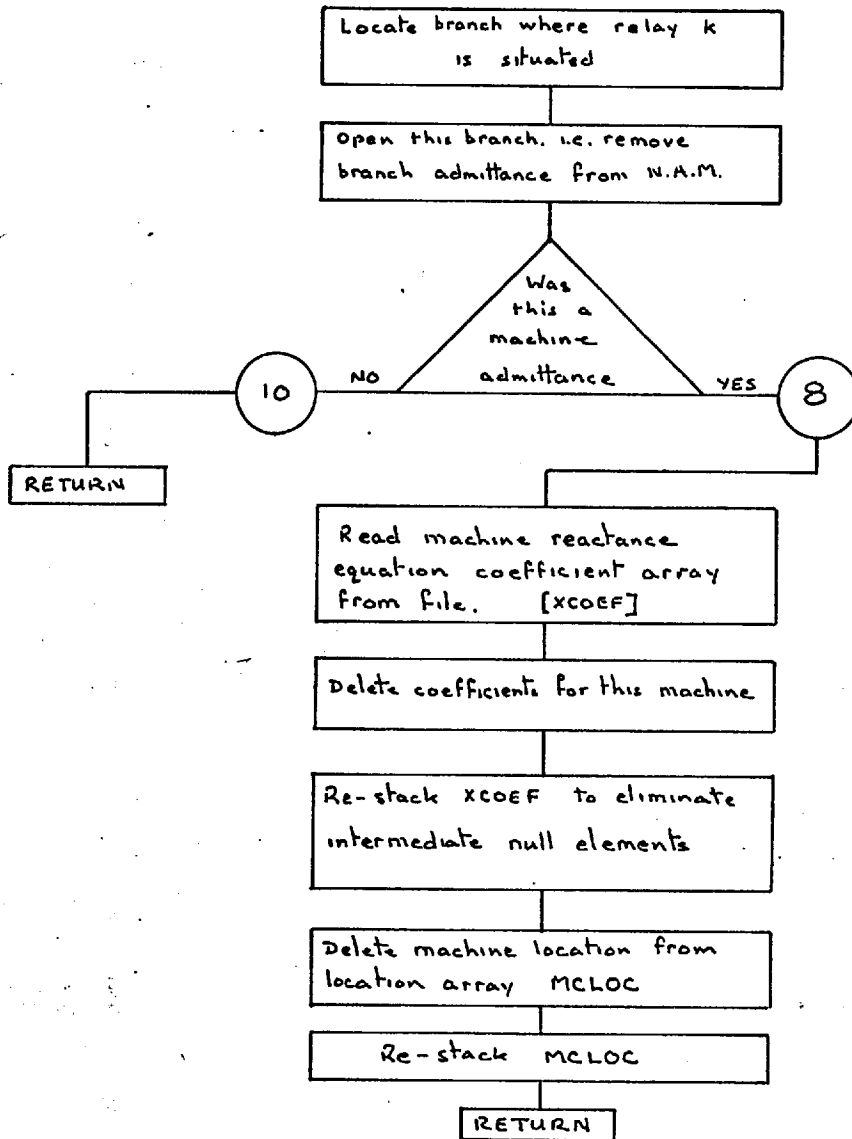 Locate branch where relay k
is situated
Open this branch. i.e. remove
branch admittance from N.A.M.
Was
this a
machine
admittance
10
NO
YES
8
RETURN
Read machine reactance
equation coefficient array
from file. [XCOEF]
Delete coefficients for this machine
Re-stack XCOEF to eliminate
intermediate null elements
Delete machine location from
location array MCLOC
Re-stack MCLOC
RETURN